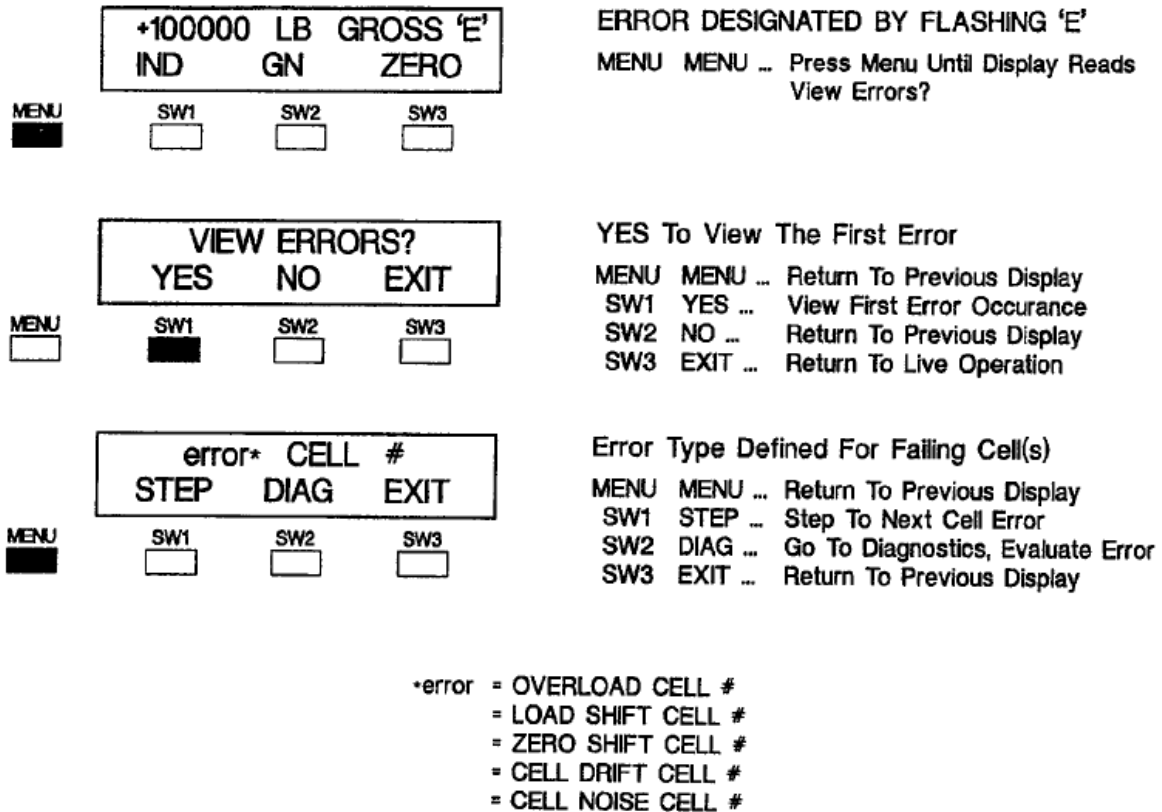 +100000 LB GROSS 'E'
IND GN ZERO
MENU SW1 SW2 SW3
ERROR DESIGNATED BY FLASHING 'E'
MENU MENU ... Press Menu Until Display Reads
View Errors?
VIEW ERRORS?
YES NO EXIT
MENU SW1 SW2 SW3
YES To View The First Error
MENU MENU ... Return To Previous Display
SW1 YES ... View First Error Occurance
SW2 NO ... Return To Previous Display
SW3 EXIT ... Return To Live Operation
error* CELL #
STEP DIAG EXIT
MENU SW1 SW2 SW3
Error Type Defined For Failing Cell(s)
MENU MENU ... Return To Previous Display
SW1 STEP ... Step To Next Cell Error
SW2 DIAG ... Go To Diagnostics, Evaluate Error
SW3 EXIT ... Return To Previous Display
*error = OVERLOAD CELL #
= LOAD SHIFT CELL #
= ZERO SHIFT CELL #
= CELL DRIFT CELL #
= CELL NOISE CELL #